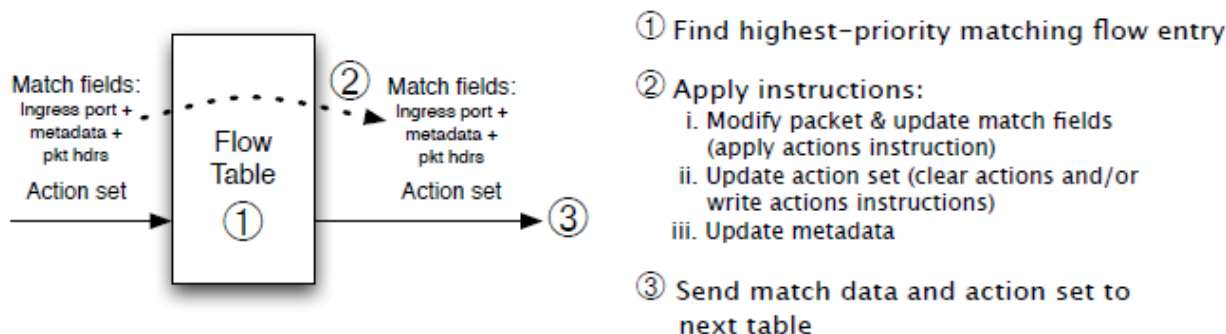 Match fields:
Ingress port +
metadata +
pkt hdrs
Action set
Flow
Table
①
②
Match fields:
Ingress port +
metadata +
pkt hdrs
Action set
③
① Find highest-priority matching flow entry
② Apply instructions:
i. Modify packet & update match fields
(apply actions instruction)
ii. Update action set (clear actions and/or
write actions instructions)
iii. Update metadata
③ Send match data and action set to
next table